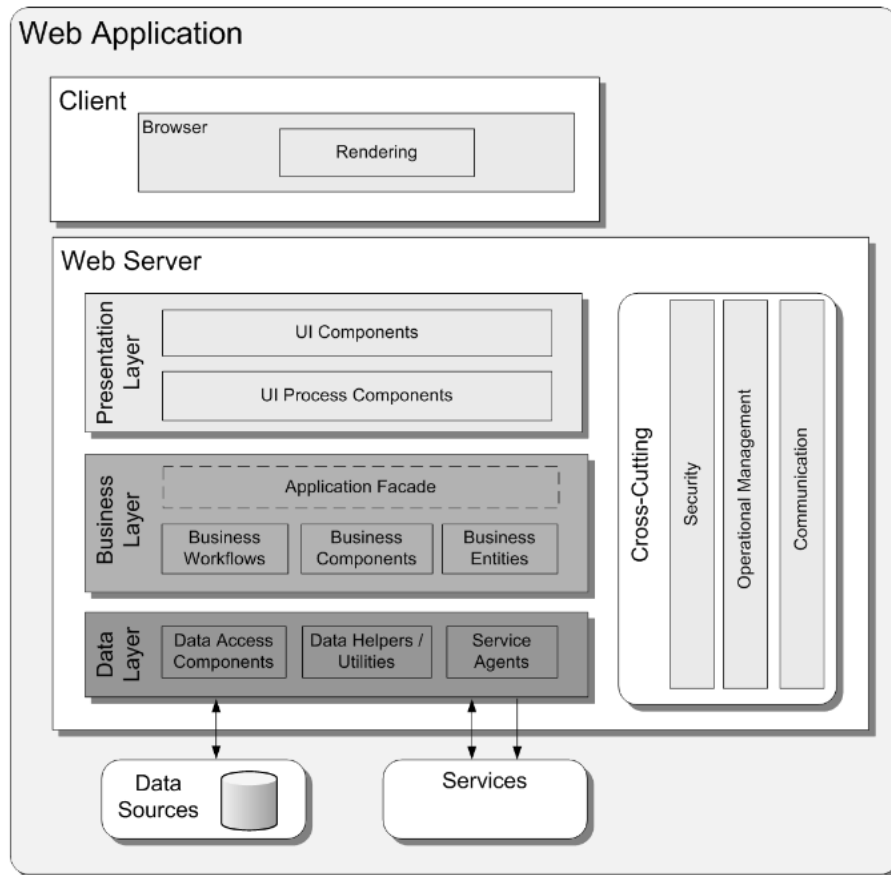 Web Application
Client
Browser
Rendering
Web Server
Presentation
Layer
UI Components
UI Process Components
Business
Layer
Application Facade
Business
Workflows
Business
Components
Business
Entities
Data
Layer
Data Access
Components
Data Helpers /
Utilities
Service
Agents
Cross-Cutting
Security
Operational Management
Communication
Data
Sources
Services